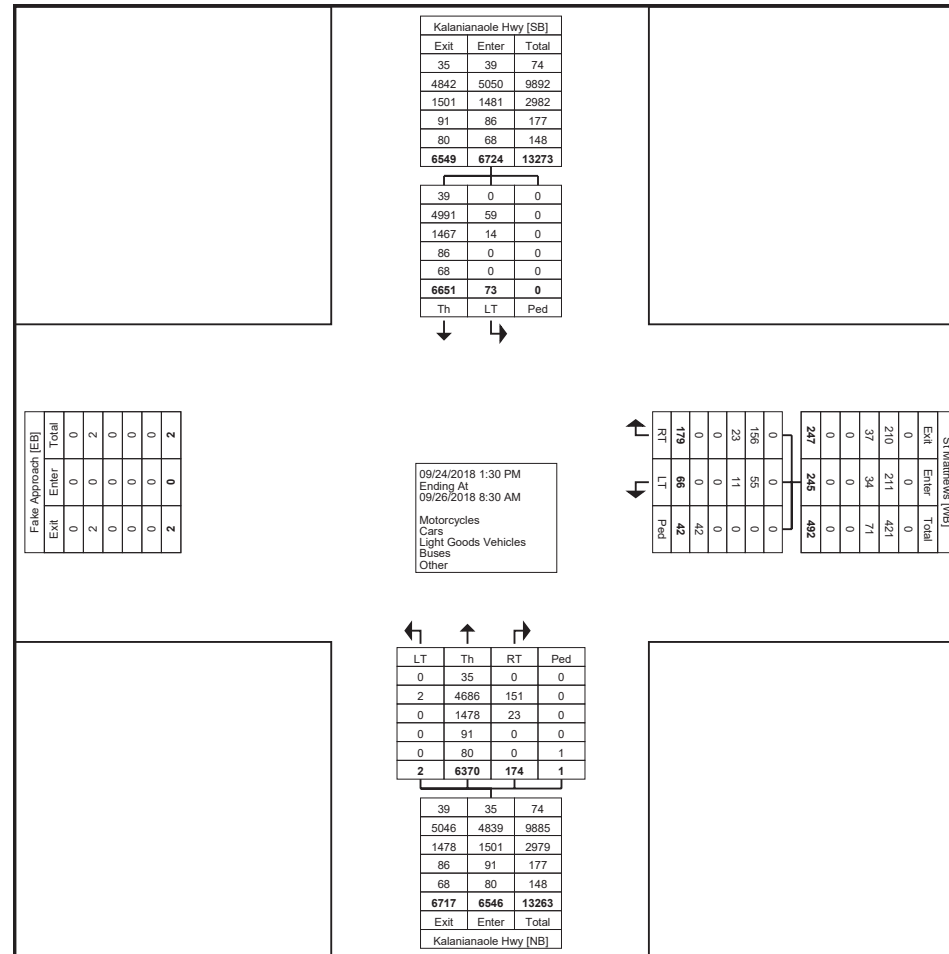 Kalanianaole Hwy [SB]
Exit Enter Total
35 39 74
4842 5050 9892
1501 1481 2982
91 86 177
80 68 148
6549 6724 13273
39 0 0
4991 59 0
1467 14 0
86 0 0
68 0 0
6651 73 0
Th LT Ped
Fake Approach [EB]
Exit Enter Total
0 0 0
2 0 2
0 0 0
0 0 0
0 0 0
2 0 2
09/24/2018 1:30 PM
Ending At
09/26/2018 8:30 AM
Motorcycles
Cars
Light Goods Vehicles
Buses
Other
St Matthews [WB]
Exit Enter Total
0 0 0
210 211 421
37 34 71
0 0 0
0 0 0
247 245 492
0 0 0
156 55 0
23 11 0
0 0 0
0 0 42
179 66 42
RT LT Ped
LT Th RT Ped
0 35 0 0
2 4686 151 0
0 1478 23 0
0 91 0 0
0 80 0 1
2 6370 174 1
39 35 74
5046 4839 9885
1478 1501 2979
86 91 177
68 80 148
6717 6546 13263
Exit Enter Total
Kalanianaole Hwy [NB]